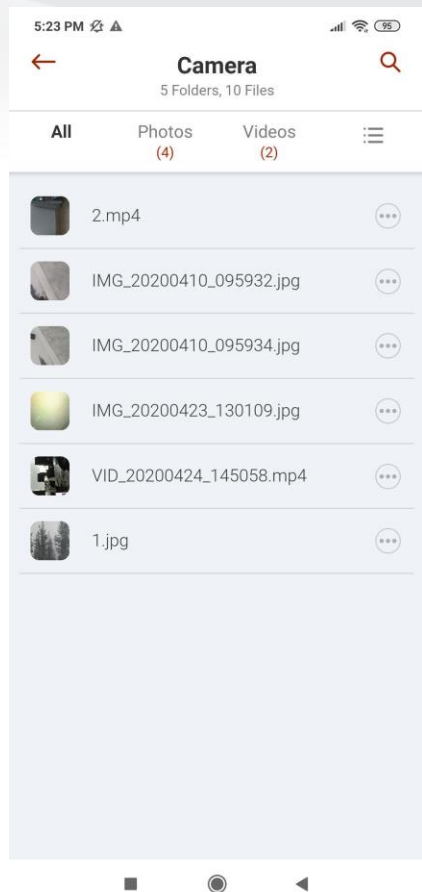 5:23 PM 95
Camera
5 Folders, 10 Files
All Photos Videos
(4) (2)
2.mp4
IMG_20200410_095932.jpg
IMG_20200410_095934.jpg
IMG_20200423_130109.jpg
VID_20200424_145058.mp4
1.jpg